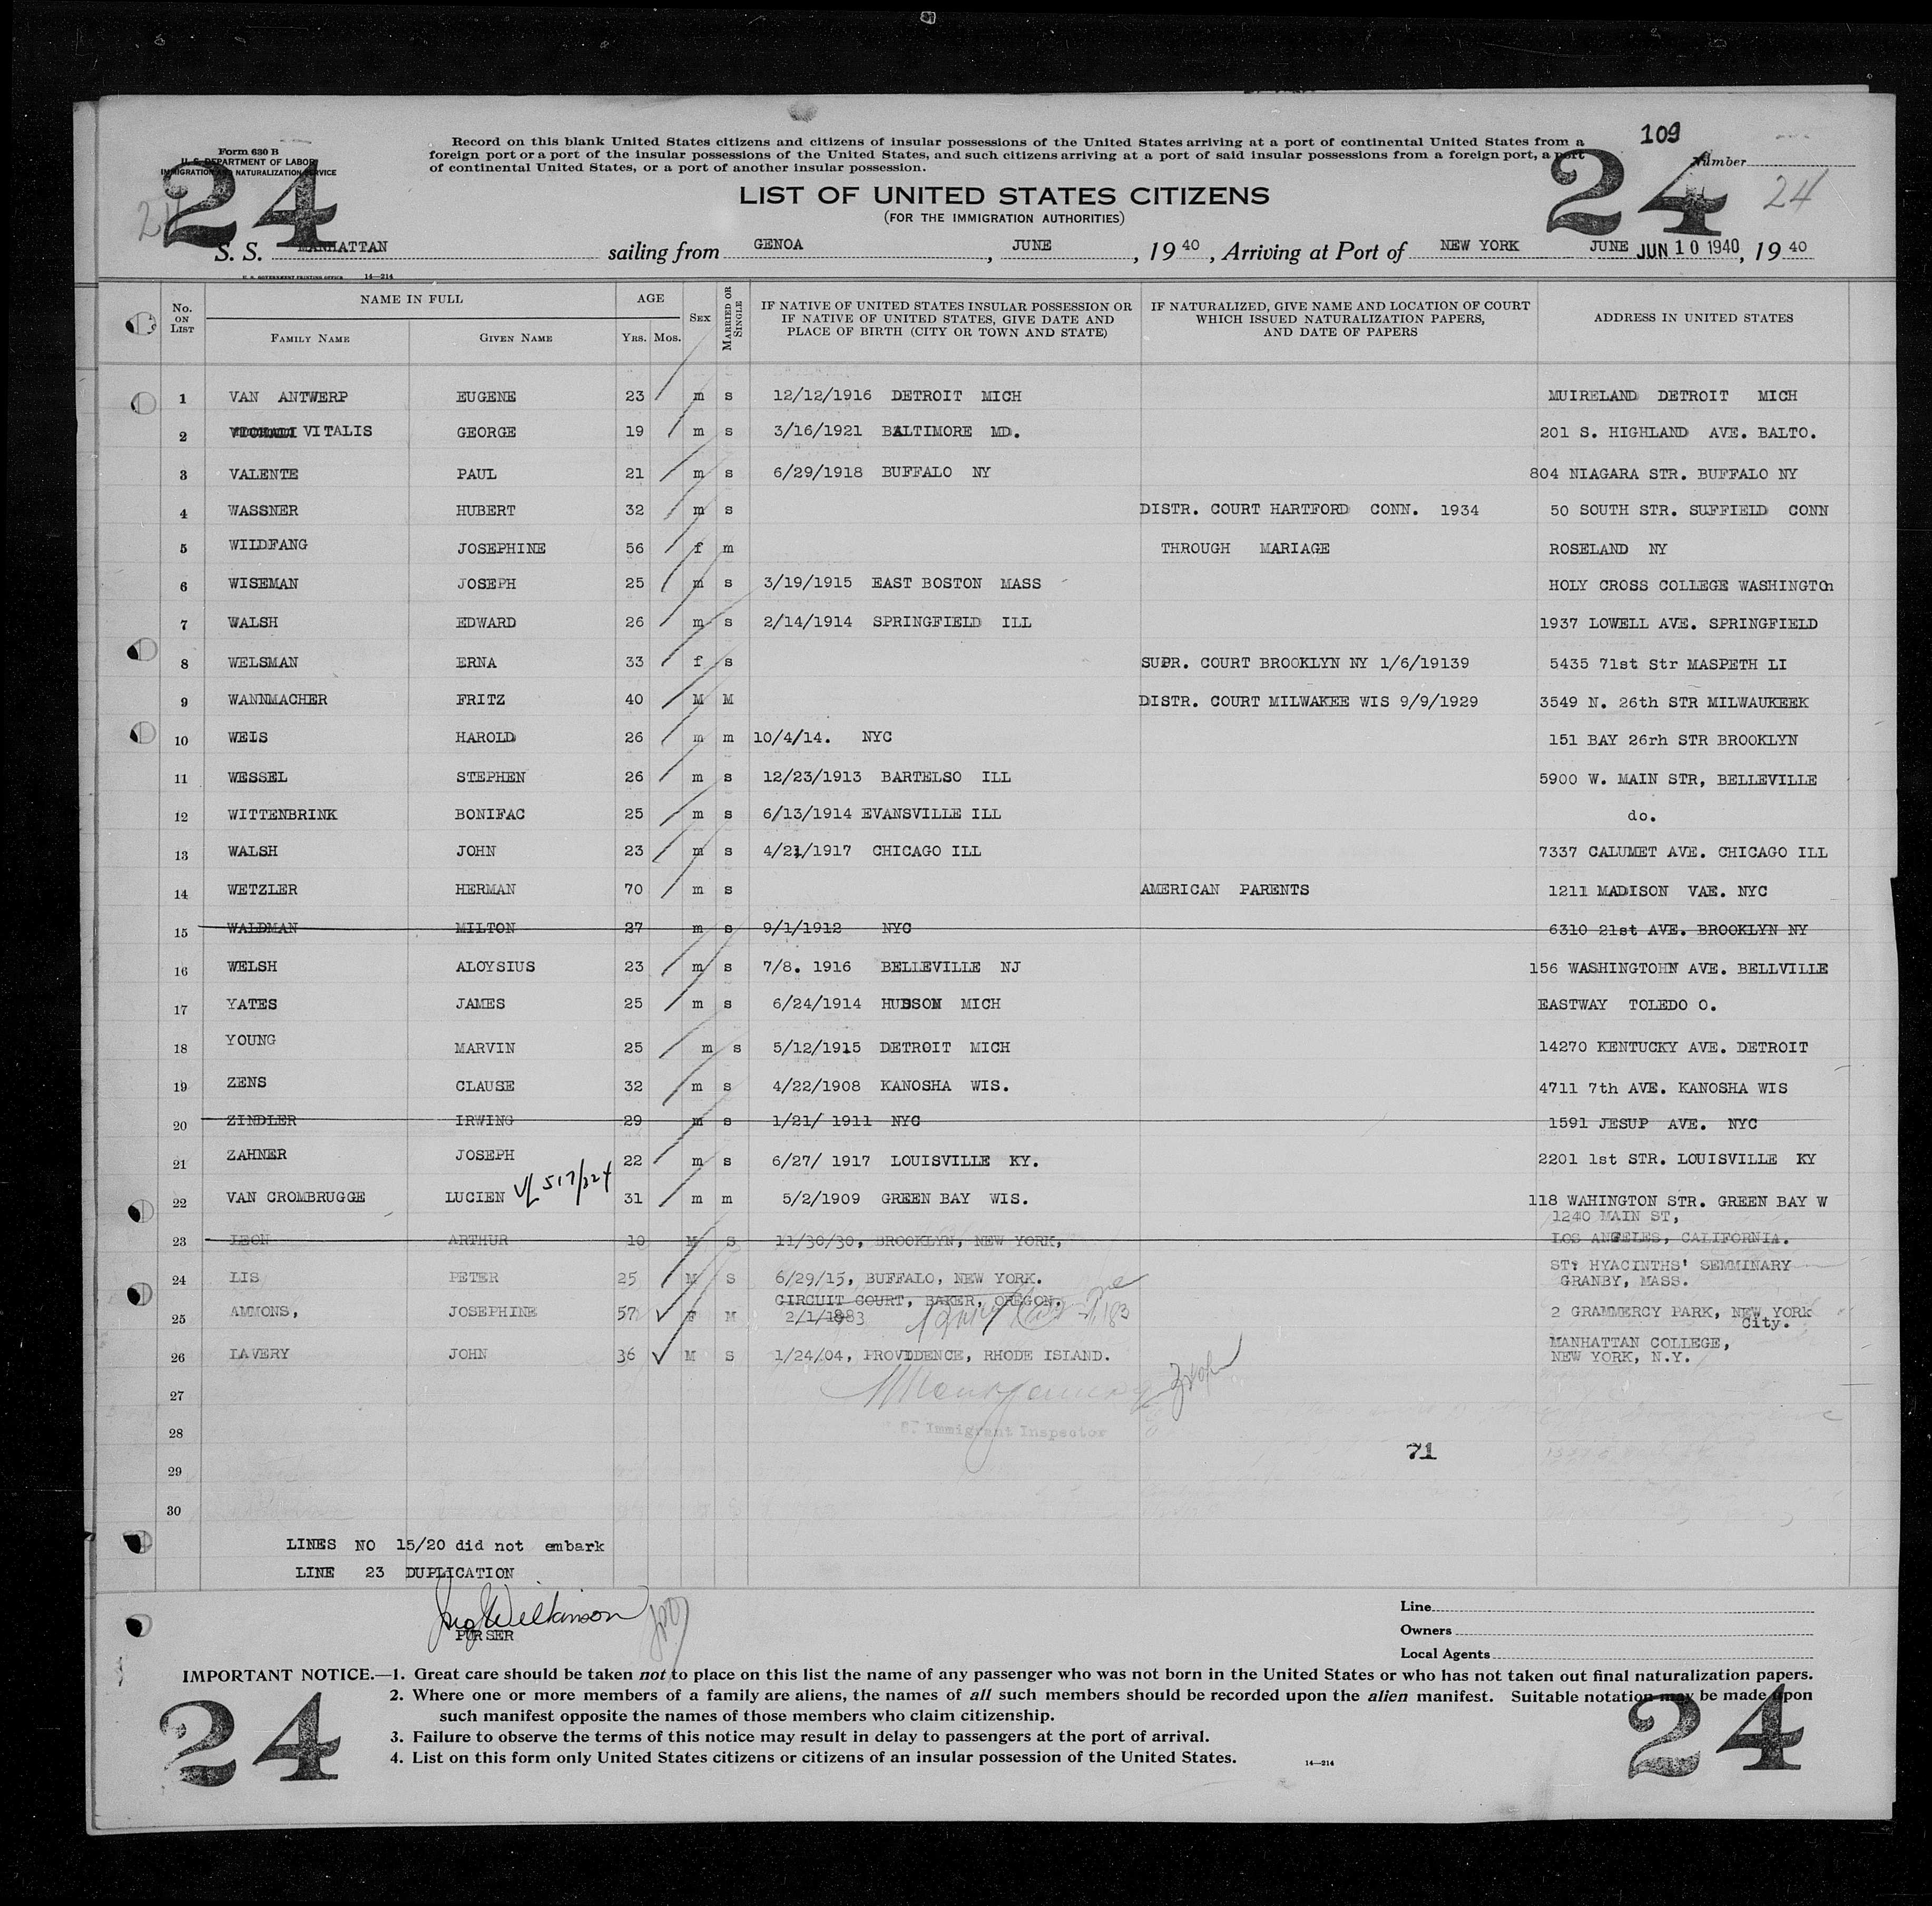 109
Form 630 B
U. S. DEPARTMENT OF LABOR
IMMIGRATION AND NATURALIZATION SERVICE
Record on this blank United States citizens and citizens of insular possessions of the United States arriving at a port of continental United States from a
foreign port or a port of the insular possessions of the United States, and such citizens arriving at a port of said insular possessions from a foreign port, a port
of continental United States, or a port of another insular possession.
Number
24 24
24 24
LIST OF UNITED STATES CITIZENS
(FOR THE IMMIGRATION AUTHORITIES)
S. S. MANHATTAN sailing from GENOA, JUNE, 1940, Arriving at Port of NEW YORK JUNE JUN 10 1940, 1940
U. S. GOVERNMENT PRINTING OFFICE 14—214
No. ON LIST NAME IN FULL FAMILY NAME GIVEN NAME AGE YRS. MOS. SEX MARRIED OR SINGLE IF NATIVE OF UNITED STATES INSULAR POSSESSION OR IF NATIVE OF UNITED STATES, GIVE DATE AND PLACE OF BIRTH (CITY OR TOWN AND STATE) IF NATURALIZED, GIVE NAME AND LOCATION OF COURT WHICH ISSUED NATURALIZATION PAPERS, AND DATE OF PAPERS ADDRESS IN UNITED STATES
1 VAN ANTWERP EUGENE 23 m s 12/12/1916 DETROIT MICH MUIRELAND DETROIT MICH
2 VITALIS GEORGE 19 m s 3/16/1921 BALTIMORE MD. 201 S. HIGHLAND AVE. BALTO.
3 VALENTE PAUL 21 m s 6/29/1918 BUFFALO NY 804 NIAGARA STR. BUFFALO NY
4 WASSNER HUBERT 32 m s DISTR. COURT HARTFORD CONN. 1934 50 SOUTH STR. SUFFIELD CONN
5 WILDFANG JOSEPHINE 56 f m THROUGH MARIAGE ROSELAND NY
6 WISEMAN JOSEPH 25 m s 3/19/1915 EAST BOSTON MASS HOLY CROSS COLLEGE WASHINGTOn
7 WALSH EDWARD 26 m s 2/14/1914 SPRINGFIELD ILL 1937 LOWELL AVE. SPRINGFIELD
8 WELSMAN ERNA 33 f s SUPR. COURT BROOKLYN NY 1/6/19139 5435 71st Str MASPETH LI
9 WANNMACHER FRITZ 40 M M DISTR. COURT MILWAKEE WIS 9/9/1929 3549 N. 26th STR MILWAUKEEK
10 WEIS HAROLD 26 m m 10/4/14. NYC 151 BAY 26rh STR BROOKLYN
11 WESSEL STEPHEN 26 m s 12/23/1913 BARTELSO ILL 5900 W. MAIN STR, BELLEVILLE
12 WITTENBRINK BONIFAC 25 m s 6/13/1914 EVANSVILLE ILL do.
13 WALSH JOHN 23 m s 4/21/1917 CHICAGO ILL 7337 CALUMET AVE. CHICAGO ILL
14 WETZLER HERMAN 70 m s AMERICAN PARENTS 1211 MADISON VAE. NYC
15 WALDMAN MILTON 27 m s 9/1/1912 NYC 6310 21st AVE. BROOKLYN NY
16 WELSH ALOYSIUS 23 m s 7/8. 1916 BELLEVILLE NJ 156 WASHINGTOHN AVE. BELLVILLE
17 YATES JAMES 25 m s 6/24/1914 HUDSON MICH EASTWAY TOLEDO O.
18 YOUNG MARVIN 25 m s 5/12/1915 DETROIT MICH 14270 KENTUCKY AVE. DETROIT
19 ZENS CLAUSE 32 m s 4/22/1908 KANOSHA WIS. 4711 7th AVE. KANOSHA WIS
20 ZINDLER IRWING 29 m s 1/21/ 1911 NYC 1591 JESUP AVE. NYC
21 ZAHNER JOSEPH 22 m s 6/27/ 1917 LOUISVILLE KY. 2201 1st STR. LOUISVILLE KY
22 VAN CROMBRUGGE LUCIEN 31 m m 5/2/1909 GREEN BAY WIS. 118 WAHINGTON STR. GREEN BAY W
23 LEON ARTHUR 10 M S 11/30/30, BROOKLYN, NEW YORK, 1240 MAIN ST, LOS ANGELES, CALIFORNIA.
24 LIS PETER 25 M S 6/29/15, BUFFALO, NEW YORK. ST. HYACINTHS' SEMMINARY GRANBY, MASS.
25 AMMONS, JOSEPHINE 57 F M CIRCUIT COURT, BAKER, OREGON. 2/1/1883 2 GRAMMERCY PARK, NEW YORk City.
26 LAVERY JOHN 36 M S 1/24/04, PROVIDENCE, RHODE ISLAND. MANHATTAN COLLEGE, NEW YORK, N.Y.
27
28 Immigrant Inspector
71
29
30
LINES NO 15/20 did not embark
LINE 23 DUPLICATION
Jno Wilkinson
PURSER
Line
Owners
Local Agents
IMPORTANT NOTICE.—1. Great care should be taken not to place on this list the name of any passenger who was not born in the United States or who has not taken out final naturalization papers.
2. Where one or more members of a family are aliens, the names of all such members should be recorded upon the alien manifest. Suitable notation may be made upon
such manifest opposite the names of those members who claim citizenship.
3. Failure to observe the terms of this notice may result in delay to passengers at the port of arrival.
4. List on this form only United States citizens or citizens of an insular possession of the United States.
14—214
24 24